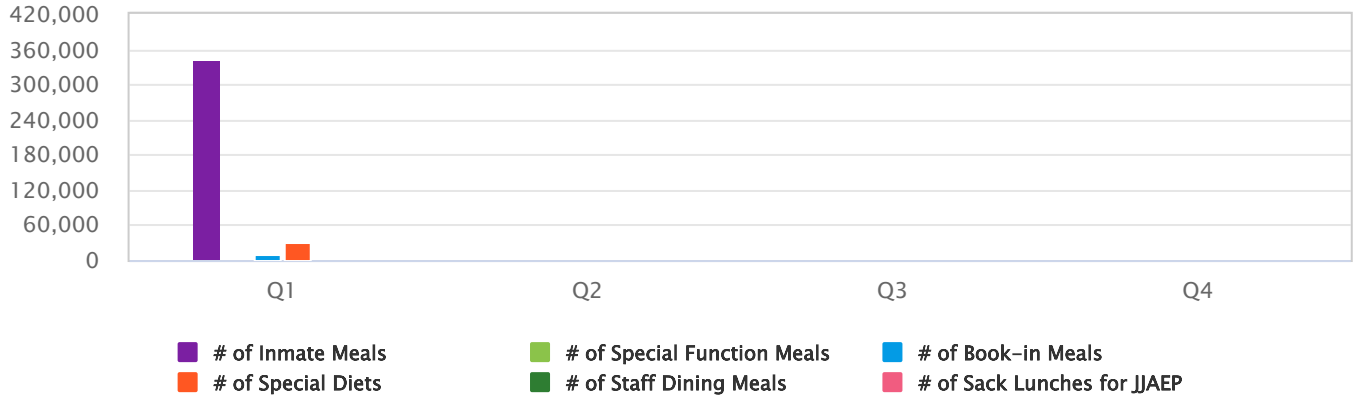 420,000
360,000
300,000
240,000
180,000
120,000
60,000
0
Q1 Q2 Q3 Q4
# of Inmate Meals # of Special Function Meals # of Book-in Meals
# of Special Diets # of Staff Dining Meals # of Sack Lunches for JJAEP